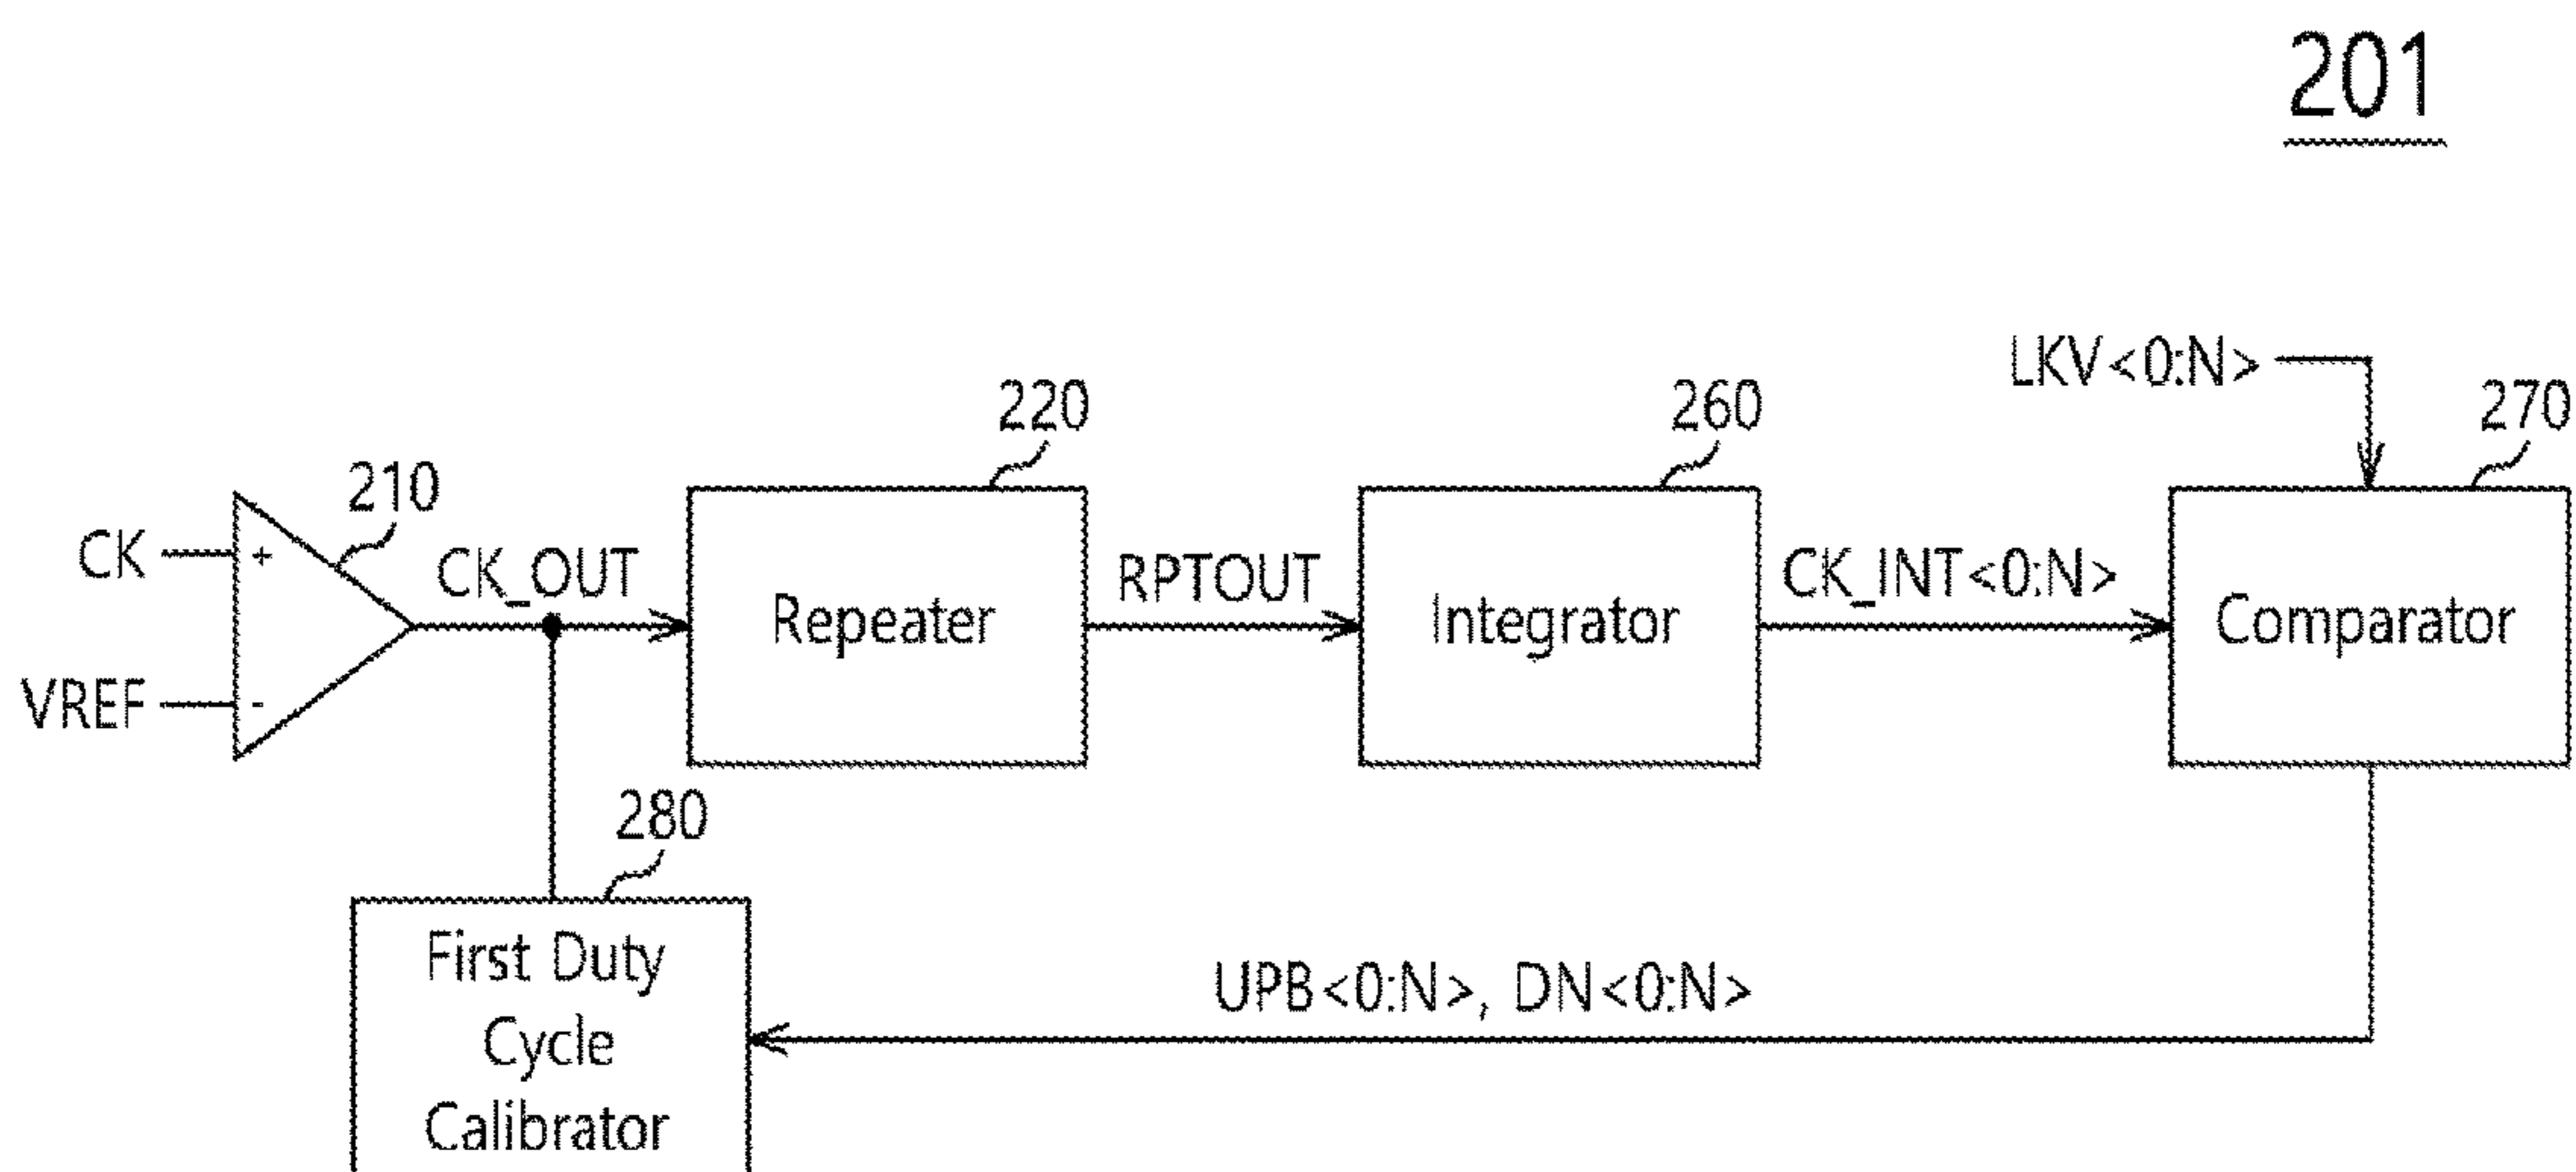 201
LKV<0:N>
220
260
270
210
CK
+
CK_OUT
Repeater
RPTOUT
Integrator
CK_INT<0:N>
Comparator
VREF
-
280
First Duty
Cycle
Calibrator
UPB<0:N>, DN<0:N>